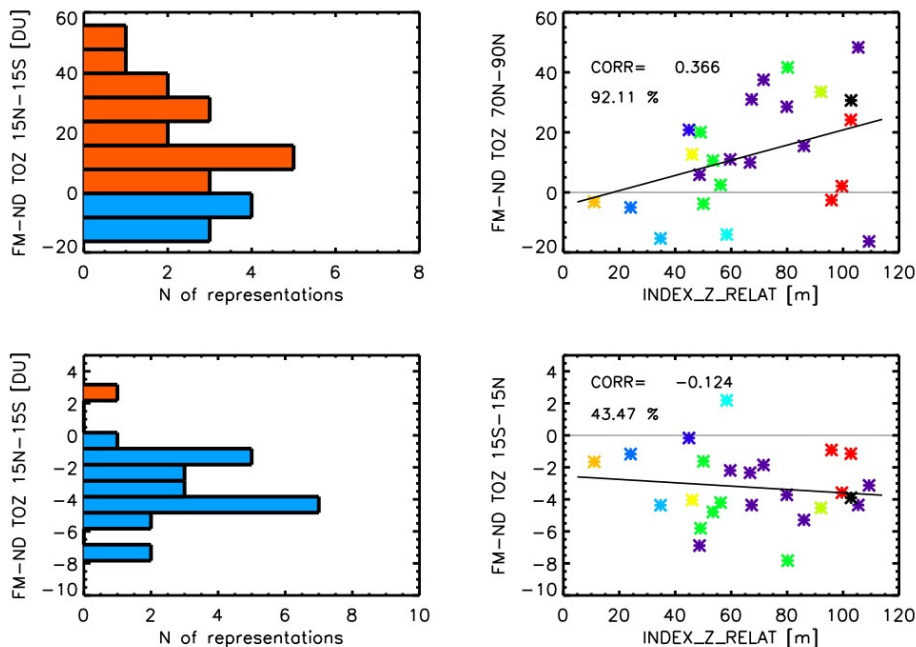 FM-ND TOZ 15N-15S [DU]
60
40
20
0
-20
0 2 4 6 8
N of representations
FM-ND TOZ 70N-90N
60
40
20
0
-20
CORR= 0.366
92.11 %
0 20 40 60 80 100 120
INDEX_Z_RELAT [m]
FM-ND TOZ 15N-15S [DU]
4
2
0
-2
-4
-6
-8
-10
0 2 4 6 8 10
N of representations
FM-ND TOZ 15S-15N
4
2
0
-2
-4
-6
-8
-10
CORR= -0.124
43.47 %
0 20 40 60 80 100 120
INDEX_Z_RELAT [m]